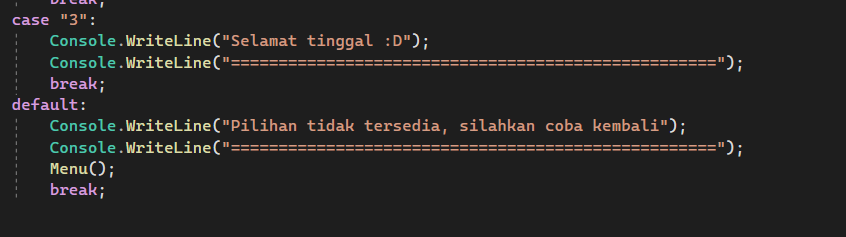 break;
case "3":
Console.WriteLine("Selamat tinggal :D");
Console.WriteLine("===================================================");
break;
default:
Console.WriteLine("Pilihan tidak tersedia, silahkan coba kembali");
Console.WriteLine("===================================================");
Menu();
break;